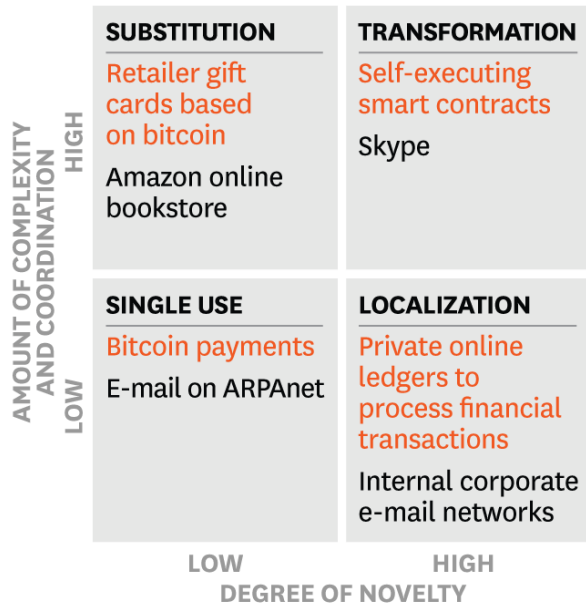 SUBSTITUTION
Retailer gift
cards based
on bitcoin
Amazon online
bookstore
TRANSFORMATION
Self-executing
smart contracts
Skype
SINGLE USE
Bitcoin payments
E-mail on ARPAnet
LOCALIZATION
Private online
ledgers to
process financial
transactions
Internal corporate
e-mail networks
AMOUNT OF COMPLEXITY
AND COORDINATION
HIGH
LOW
LOW
HIGH
DEGREE OF NOVELTY